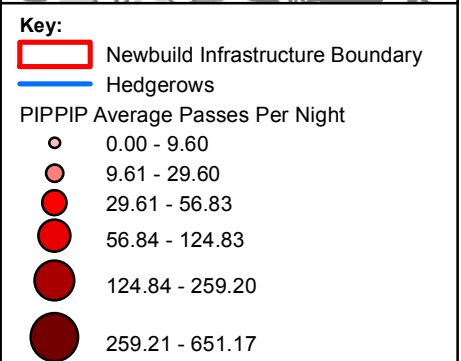 Key:
Newbuild Infrastructure Boundary
Hedgerows
PIPPIP Average Passes Per Night
0.00 - 9.60
9.61 - 29.60
29.61 - 56.83
56.84 - 124.83
124.84 - 259.20
259.21 - 651.17